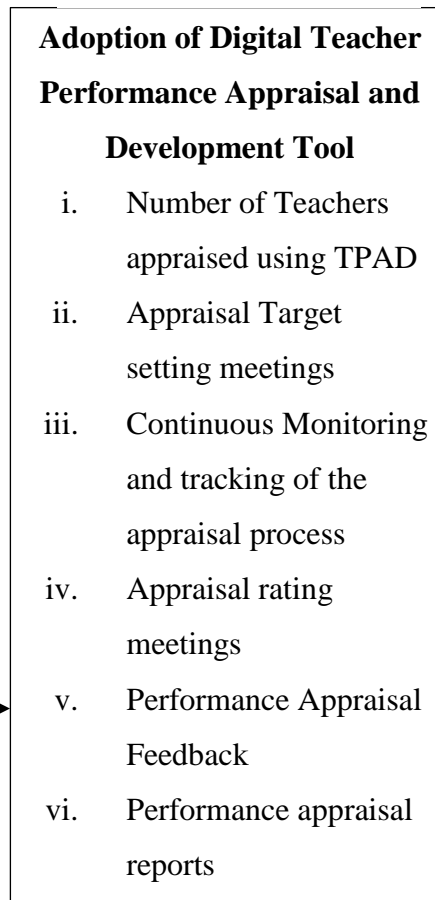 Adoption of Digital Teacher
Performance Appraisal and
Development Tool
i. Number of Teachers
appraised using TPAD
ii. Appraisal Target
setting meetings
iii. Continuous Monitoring
and tracking of the
appraisal process
iv. Appraisal rating
meetings
v. Performance Appraisal
Feedback
vi. Performance appraisal
reports